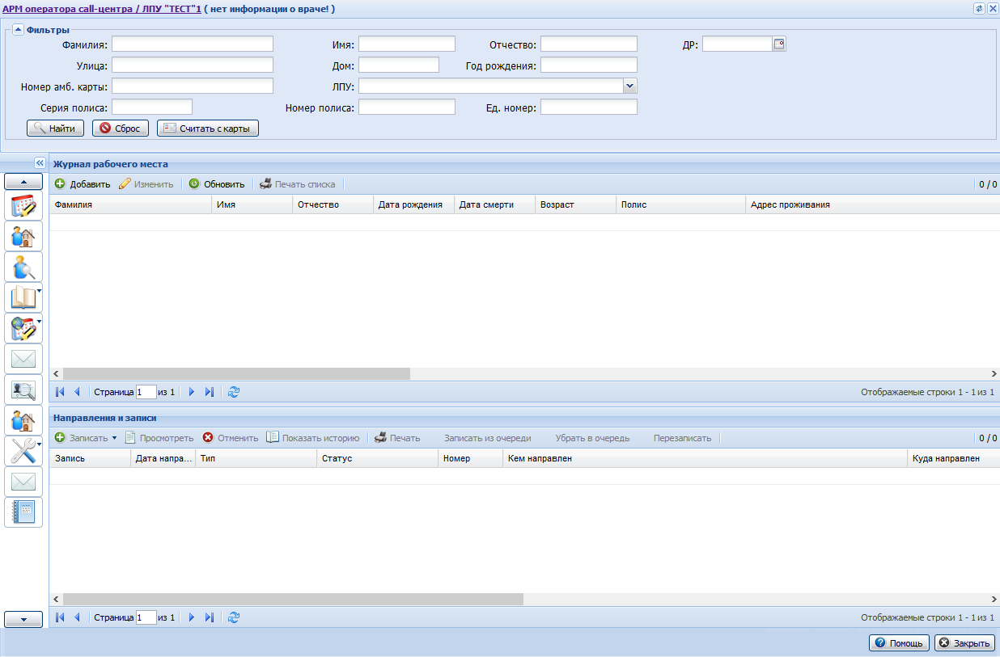 АРМ оператора call-центра / ЛПУ "ТЕСТ"1 ( нет информации о враче! )
Фильтры
Фамилия: Имя: Отчество: ДР:
Улица: Дом: Год рождения:
Номер амб. карты: ЛПУ:
Серия полиса: Номер полиса: Ед. номер:
Найти Сброс Считать с карты
Журнал рабочего места
Добавить Изменить Обновить Печать списка 0 / 0
Фамилия Имя Отчество Дата рождения Дата смерти Возраст Полис Адрес проживания
Страница 1 из 1 Отображаемые строки 1 - 1 из 1
Направления и записи
Записать Просмотреть Отменить Показать историю Печать Записать из очереди Убрать в очередь Перезаписать 0 / 0
Запись Дата напра... Тип Статус Номер Кем направлен Куда направлен
Страница 1 из 1 Отображаемые строки 1 - 1 из 1
Помощь Закрыть